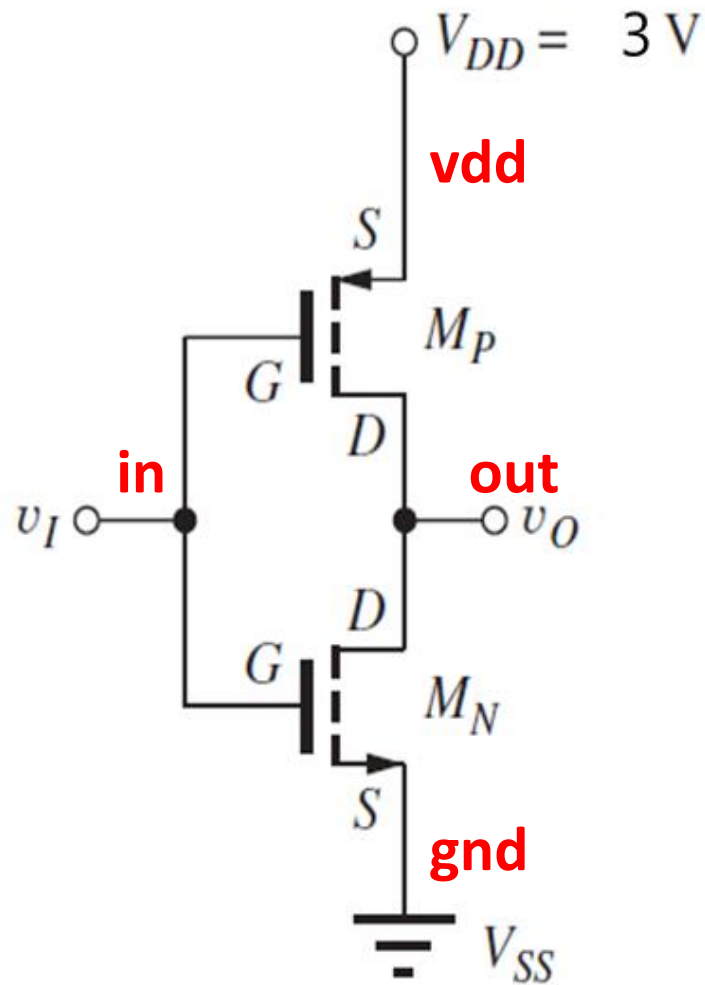 V_DD = 3 V
vdd
S
M_P
G
D
in
out
v_I
v_O
D
G
M_N
S
gnd
V_SS